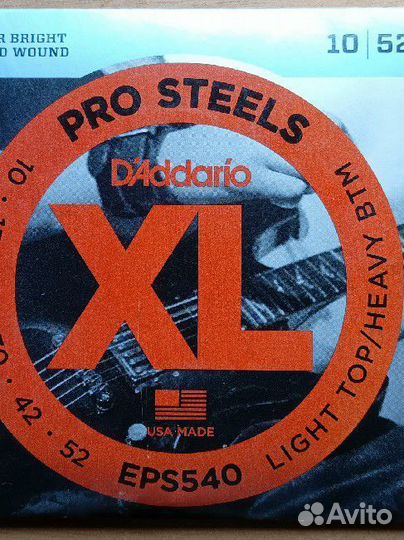 R BRIGHT
D WOUND
10 | 52
PRO STEELS
D'Addario
XL
LIGHT TOP/HEAVY BTM
10
42 • 52
USA MADE
EPS540
Avito